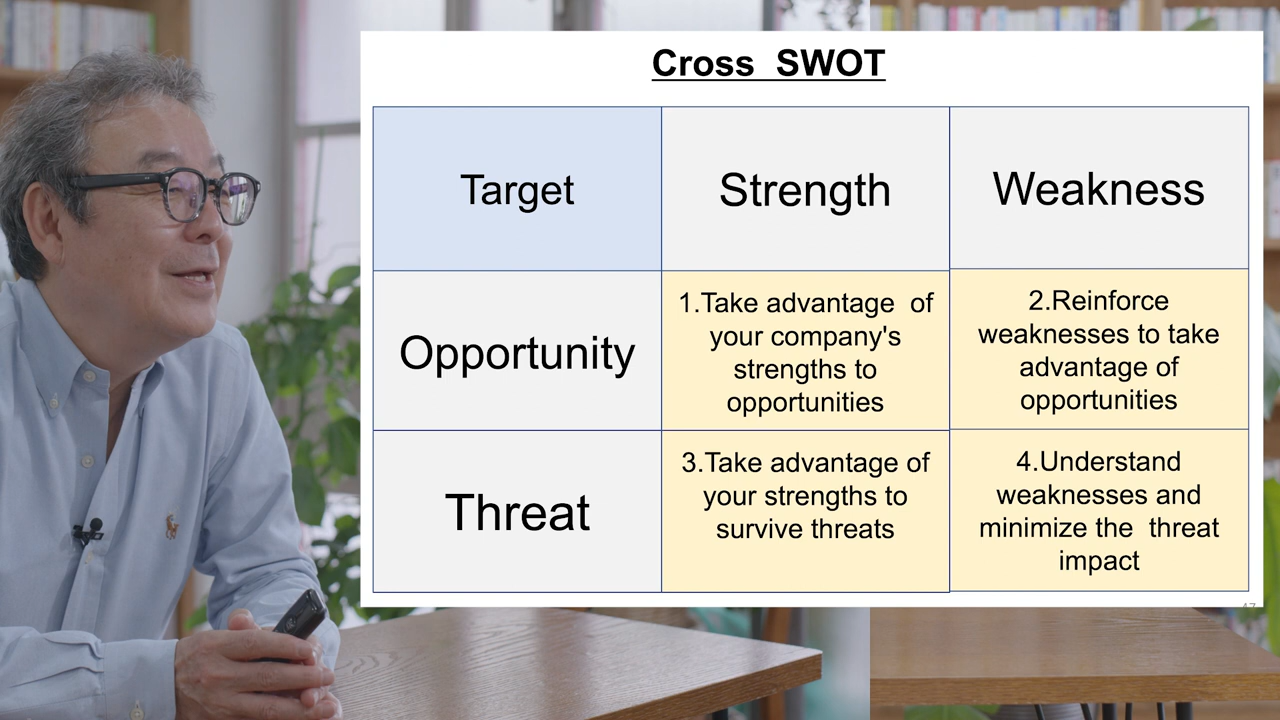 Cross SWOT
Target
Strength
Weakness
Opportunity
1.Take advantage of
your company's
strengths to
opportunities
2.Reinforce
weaknesses to take
advantage of
opportunities
Threat
3.Take advantage of
your strengths to
survive threats
4.Understand
weaknesses and
minimize the threat
impact
47